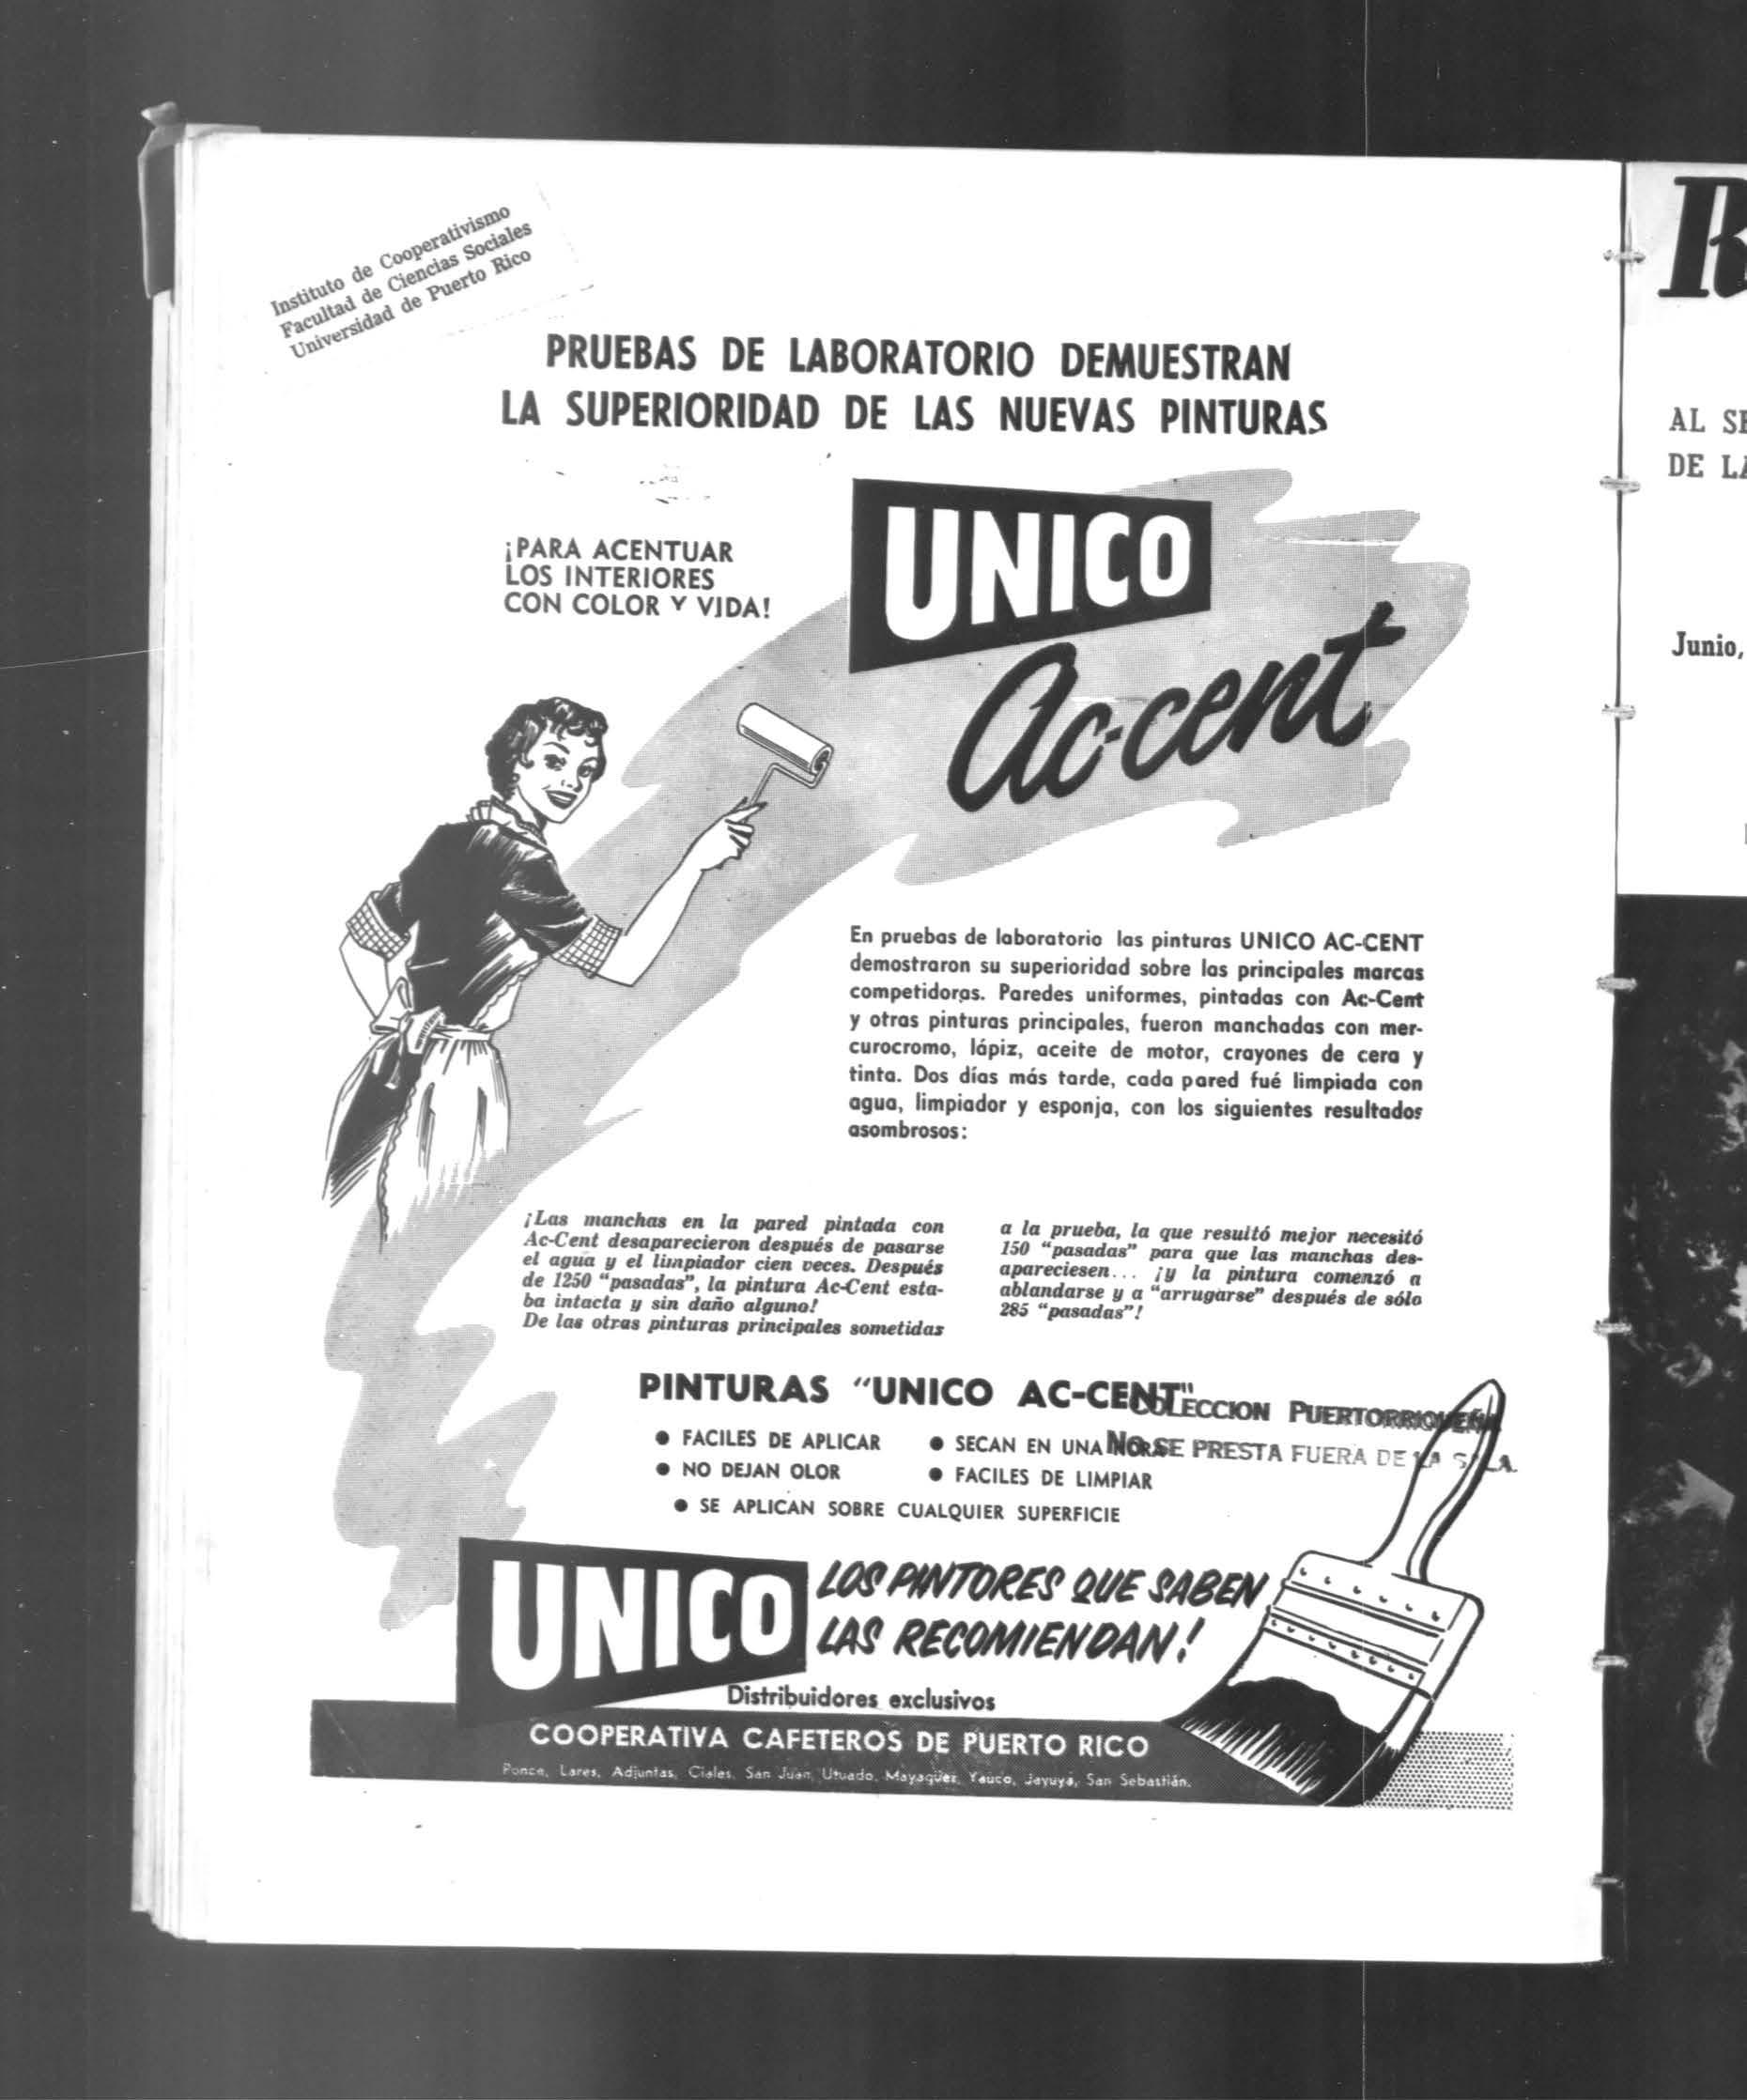 Instituto de Cooperativismo
Facultad de Ciencias Sociales
Universidad de Puerto Rico
PRUEBAS DE LABORATORIO DEMUESTRAN
LA SUPERIORIDAD DE LAS NUEVAS PINTURAS
¡PARA ACENTUAR
LOS INTERIORES
CON COLOR Y VIDA!
UNICO
Ac-cent
En pruebas de laboratorio las pinturas UNICO AC-CENT
demostraron su superioridad sobre las principales marcas
competidoras. Paredes uniformes, pintadas con Ac-Cent
y otras pinturas principales, fueron manchadas con mer-
curocromo, lápiz, aceite de motor, crayones de cera y
tinta. Dos días más tarde, cada pared fué limpiada con
agua, limpiador y esponja, con los siguientes resultados
asombrosos:
¡Las manchas en la pared pintada con
Ac-Cent desaparecieron después de pasarse
el agua y el limpiador cien veces. Después
de 1250 "pasadas", la pintura Ac-Cent esta-
ba intacta y sin daño alguno!
De las otras pinturas principales sometidas
a la prueba, la que resultó mejor necesitó
150 "pasadas" para que las manchas des-
apareciesen... ¡y la pintura comenzó a
ablandarse y a "arrugarse" después de sólo
285 "pasadas"!
PINTURAS "UNICO AC-CENT"
COLECCION PUERTORRIQUEÑA
NO SE PRESTA FUERA DE LA SALA
● FACILES DE APLICAR
● SECAN EN UNA
● NO DEJAN OLOR
● FACILES DE LIMPIAR
● SE APLICAN SOBRE CUALQUIER SUPERFICIE
UNICO
LOS PINTORES QUE SABEN
LAS RECOMIENDAN!
Distribuidores exclusivos
COOPERATIVA CAFETEROS DE PUERTO RICO
Ponce, Lares, Adjuntas, Ciales, San Juan, Utuado, Mayagüez, Yauco, Jayuya, San Sebastián.
AL
DE
Junio,